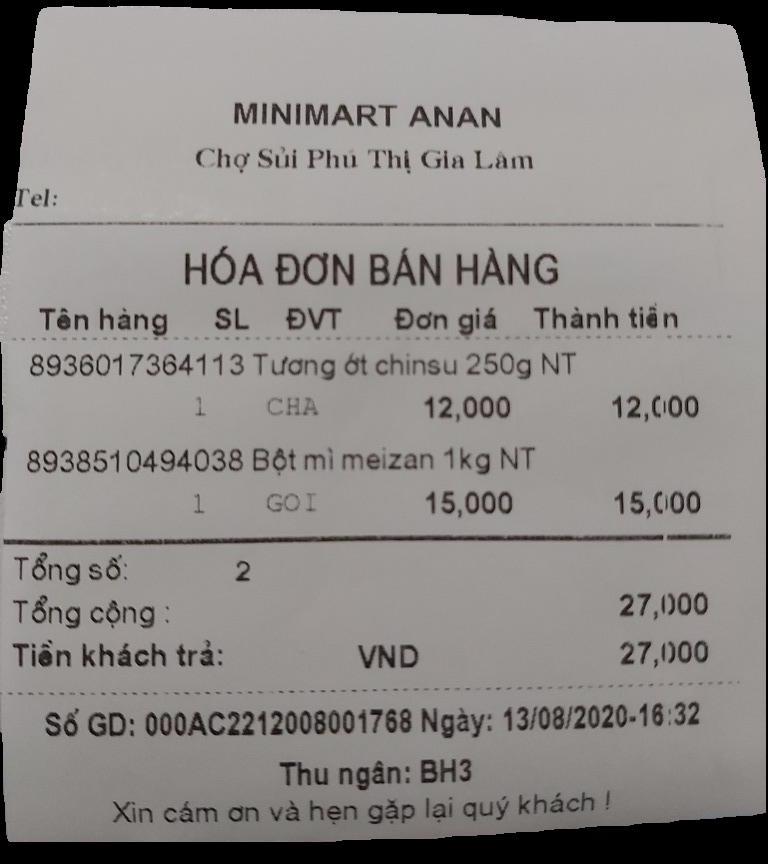 MINIMART ANAN
Chợ Sủi Phú Thị Gia Lâm
Tel:
HÓA ĐƠN BÁN HÀNG
Tên hàng SL ĐVT Đơn giá Thành tiền
8936017364113 Tương ớt chinsu 250g NT
1 CHA 12,000 12,000
8938510494038 Bột mì meizan 1kg NT
1 GOI 15,000 15,000
Tổng số: 2
Tổng cộng : 27,000
Tiền khách trả: VND 27,000
Số GD: 000AC2212008001768 Ngày: 13/08/2020-16:32
Thu ngân: BH3
Xin cám ơn và hẹn gặp lại quý khách !